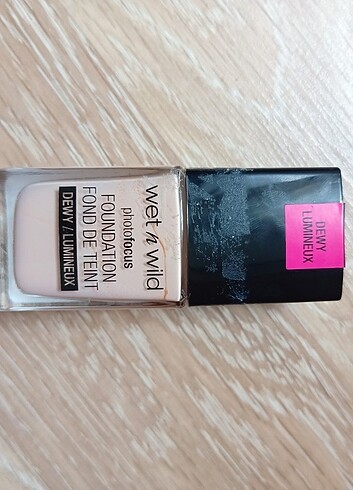 wet n wild
photofocus
FOUNDATION
FOND DE TEINT
DEWY / LUMINEUX
DEWY
LUMINEUX